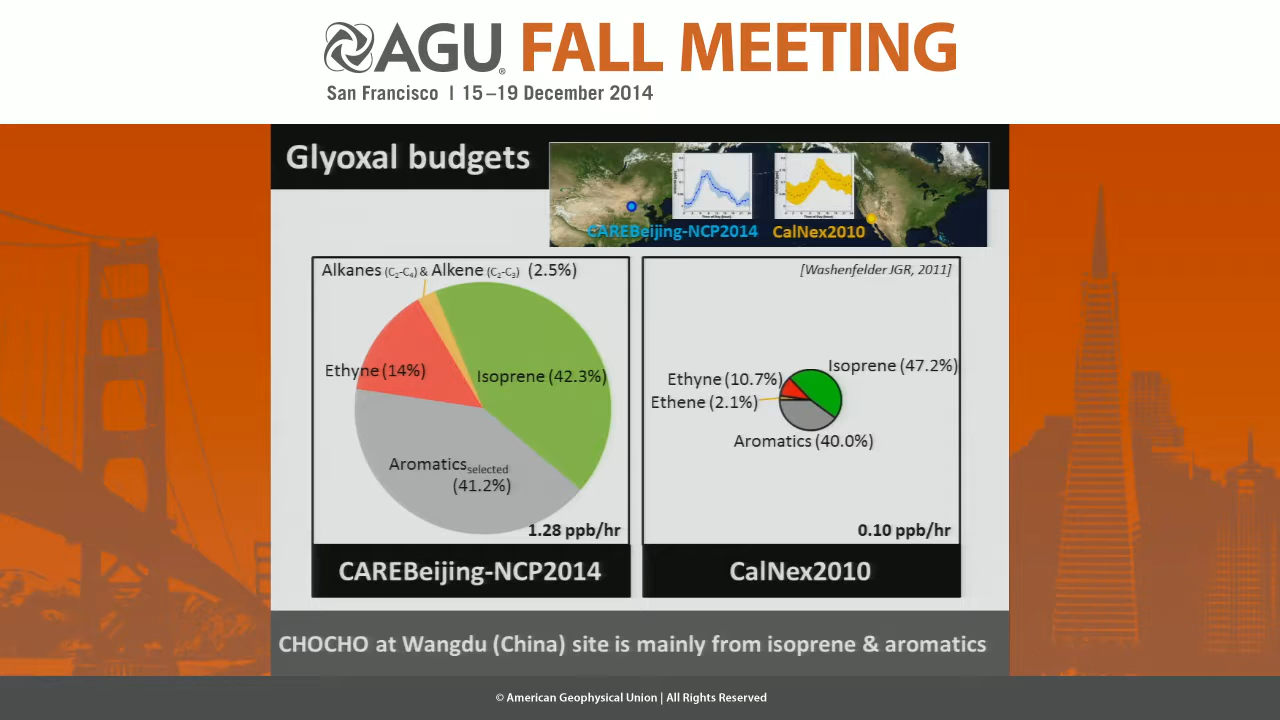 AGU FALL MEETING
San Francisco | 15–19 December 2014
Glyoxal budgets
CAREBeijing-NCP2014 CalNex2010
Alkanes (C₂-C₄) & Alkene (C₂-C₃) (2.5%)
Ethyne (14%)
Isoprene (42.3%)
Aromatics selected
(41.2%)
1.28 ppb/hr
CAREBeijing-NCP2014
[Washenfelder JGR, 2011]
Isoprene (47.2%)
Ethyne (10.7%)
Ethene (2.1%)
Aromatics (40.0%)
0.10 ppb/hr
CalNex2010
CHOCHO at Wangdu (China) site is mainly from isoprene & aromatics
© American Geophysical Union | All Rights Reserved